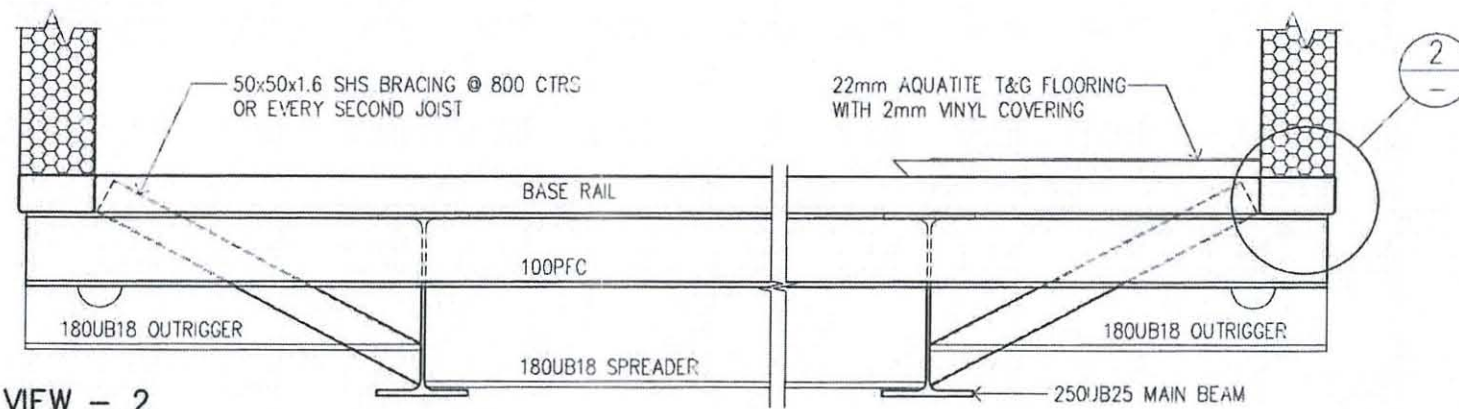 50x50x1.6 SHS BRACING @ 800 CTRS
OR EVERY SECOND JOIST
22mm AQUATITE T&G FLOORING
WITH 2mm VINYL COVERING
2
–
BASE RAIL
100PFC
180UB18 OUTRIGGER
180UB18 OUTRIGGER
180UB18 SPREADER
250UB25 MAIN BEAM
VIEW – 2